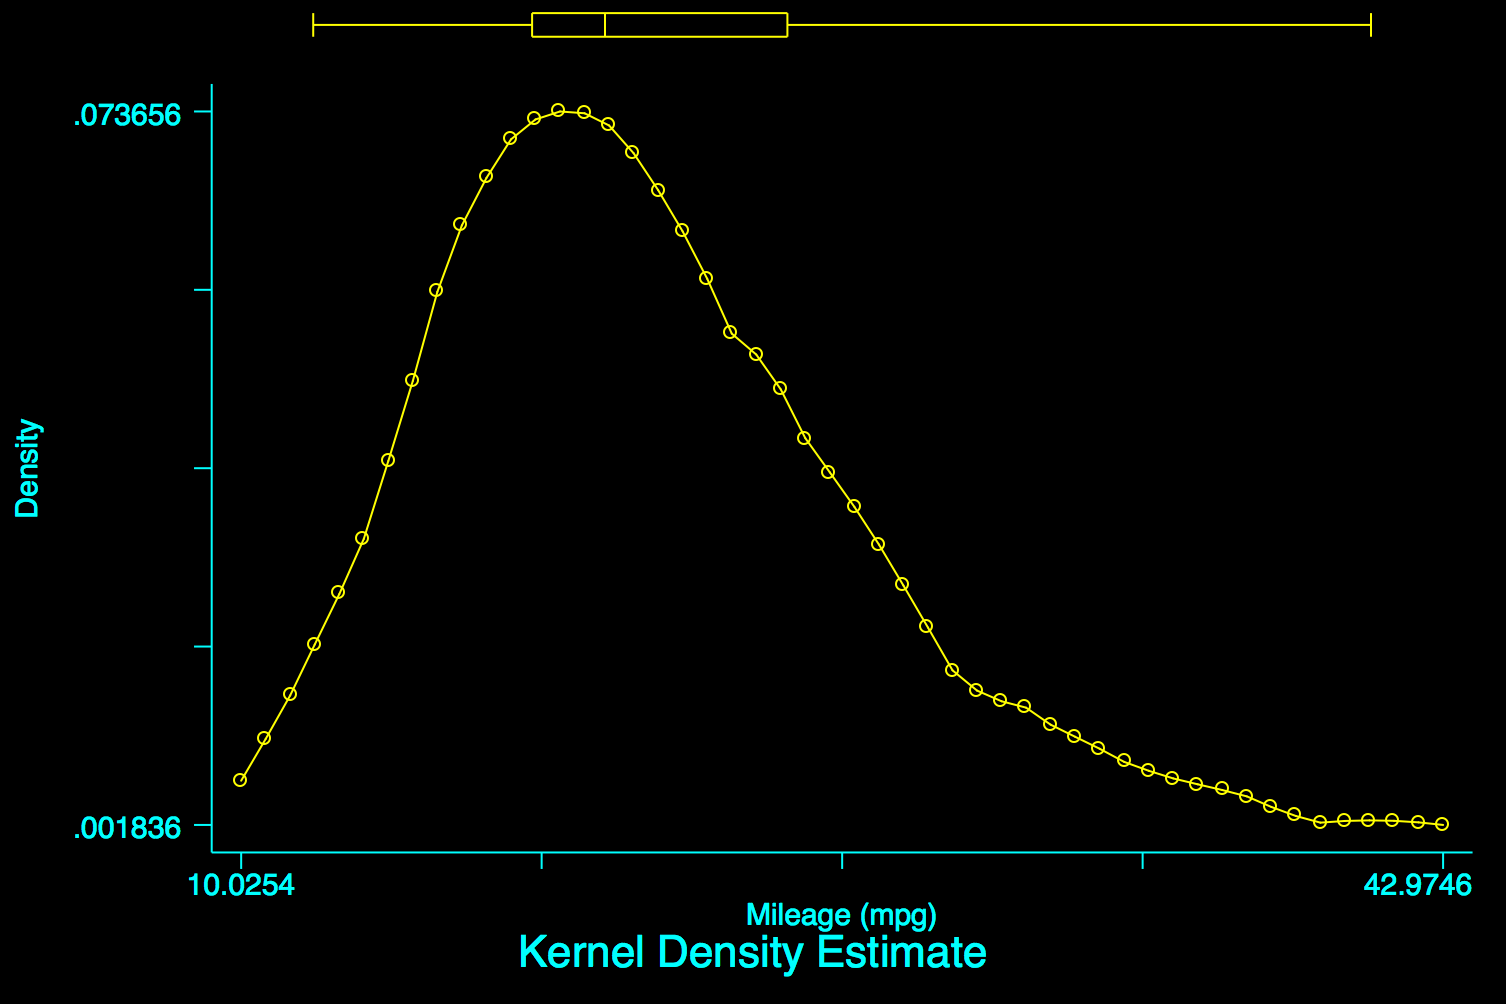 .073656
Density
.001836
10.0254
42.9746
Mileage (mpg)
Kernel Density Estimate